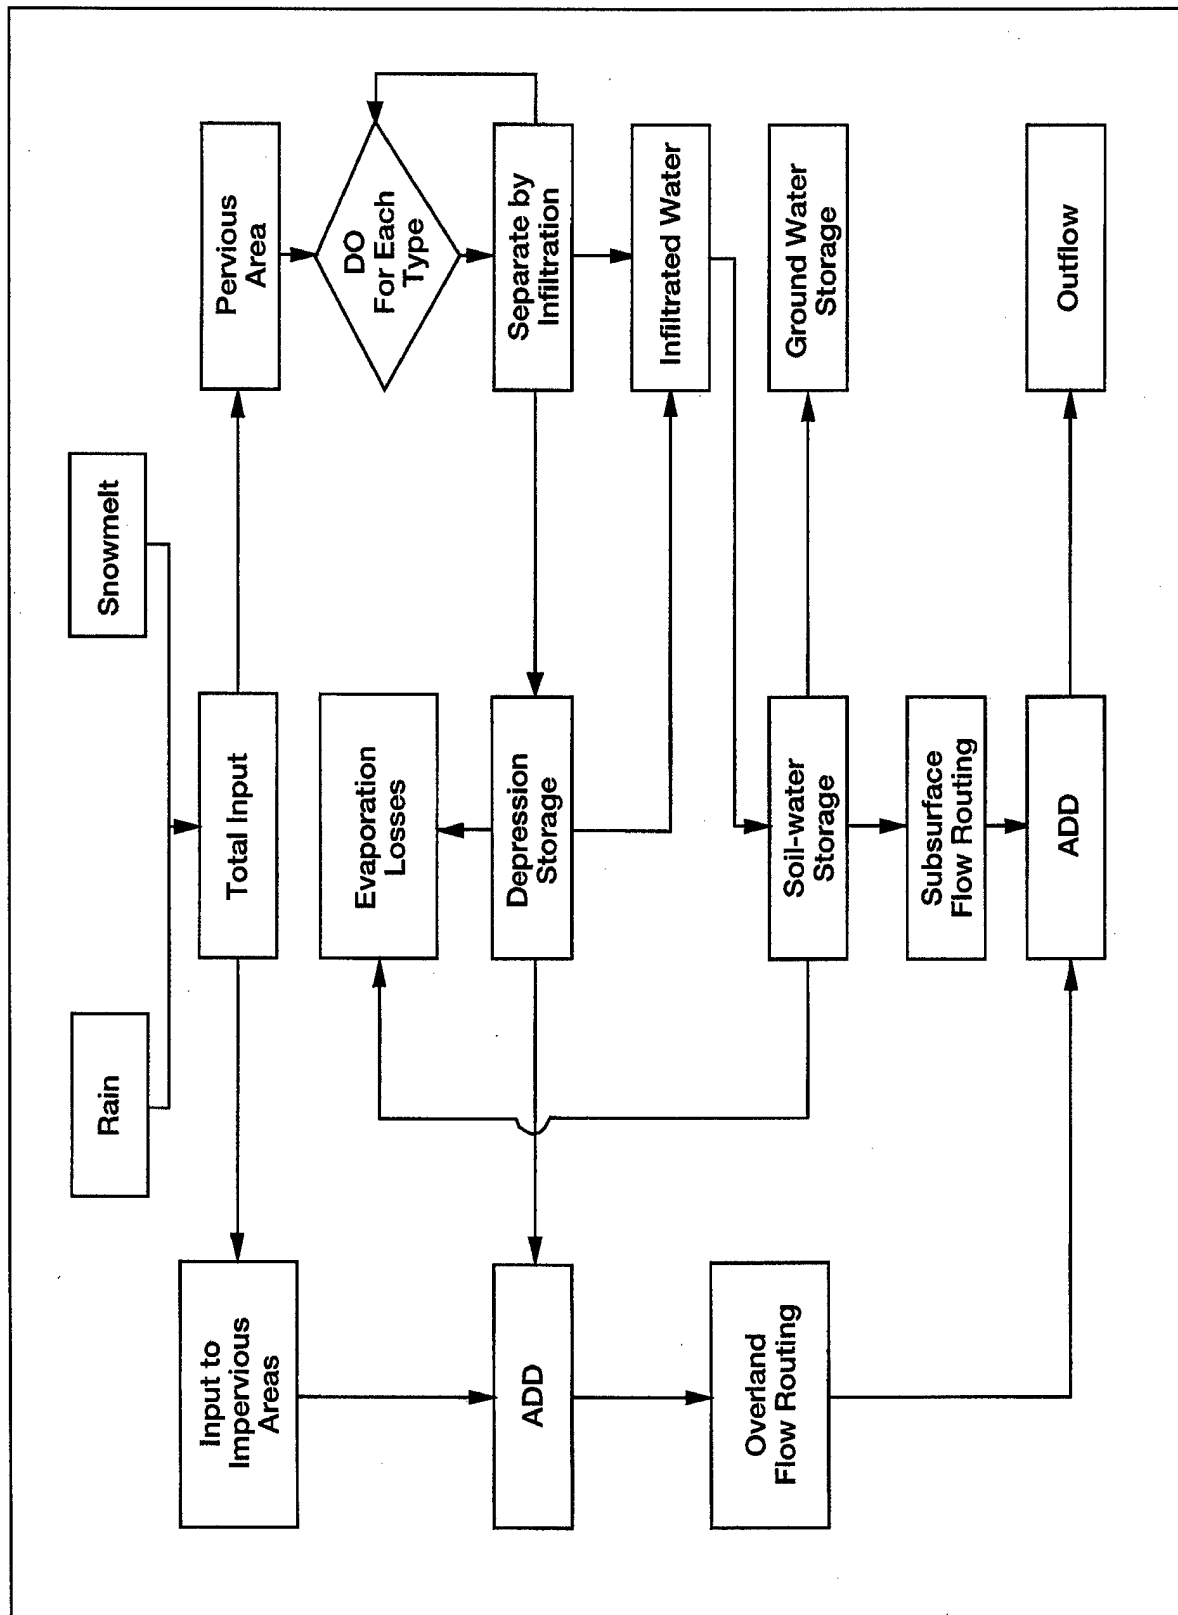 Rain
Snowmelt
Input to
Impervious
Areas
Total Input
Pervious
Area
Evaporation
Losses
DO
For Each
Type
ADD
Depression
Storage
Separate by
Infiltration
Infiltrated Water
Overland
Flow Routing
Soil-water
Storage
Ground Water
Storage
Subsurface
Flow Routing
ADD
Outflow